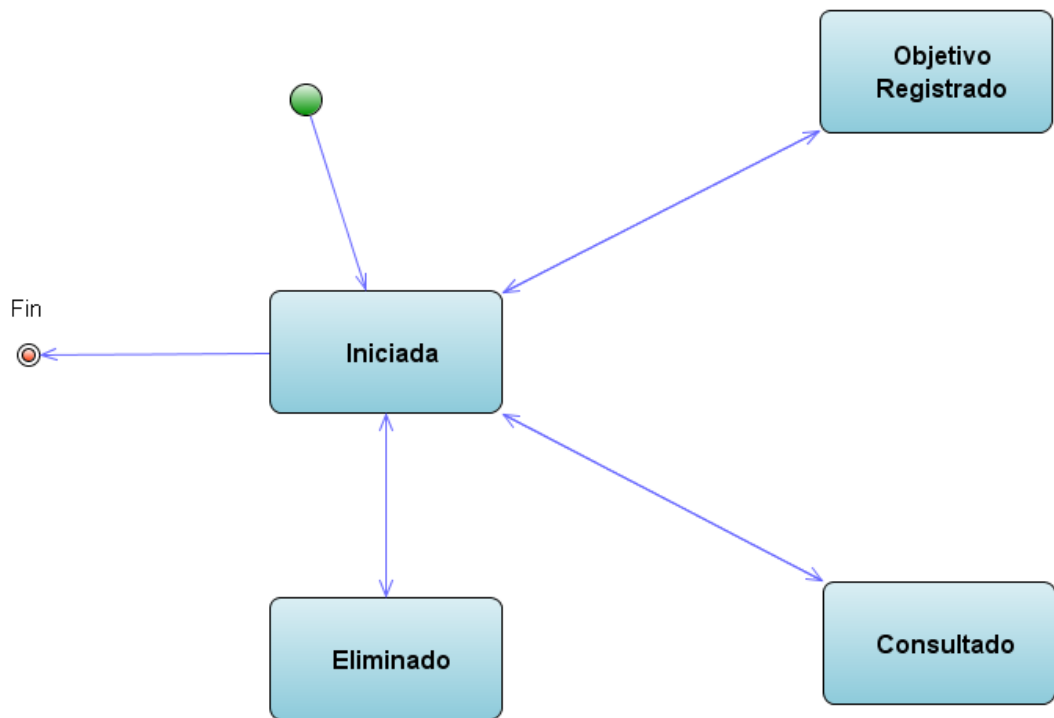 Objetivo
Registrado
Fin
Iniciada
Eliminado
Consultado